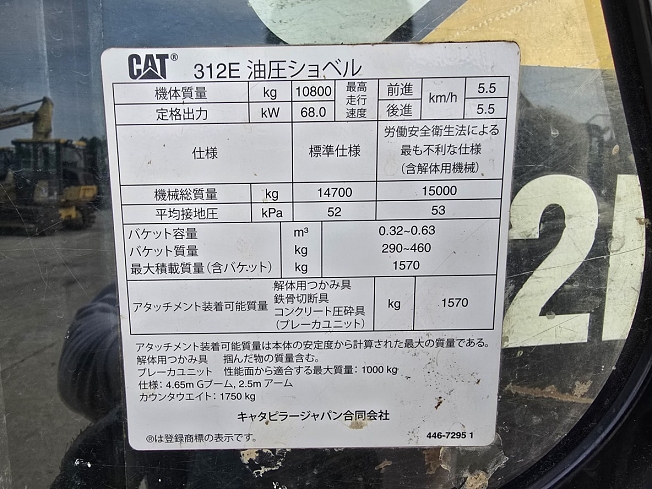 CAT® 312E 油圧ショベル
機体質量 kg 10800 最高走行速度 前進 km/h 5.5
定格出力 kW 68.0 後進 5.5
仕様 標準仕様 労働安全衛生法による最も不利な仕様(含解体用機械)
機械総質量 kg 14700 15000
平均接地圧 kPa 52 53
バケット容量 m³ 0.32~0.63
バケット質量 kg 290~460
最大積載質量(含バケット) kg 1570
アタッチメント装着可能質量 解体用つかみ具 鉄骨切断具 コンクリート圧砕具 (ブレーカユニット) kg 1570
アタッチメント装着可能質量は本体の安定度から計算された最大の質量である。
解体用つかみ具 掴んだ物の質量含む。
ブレーカユニット 性能面から適合する最大質量：1000 kg
仕様: 4.65m Gブーム, 2.5m アーム
カウンタウエイト: 1750 kg
キャタピラージャパン合同会社
®は登録商標の表示です。 446-7295 1
2